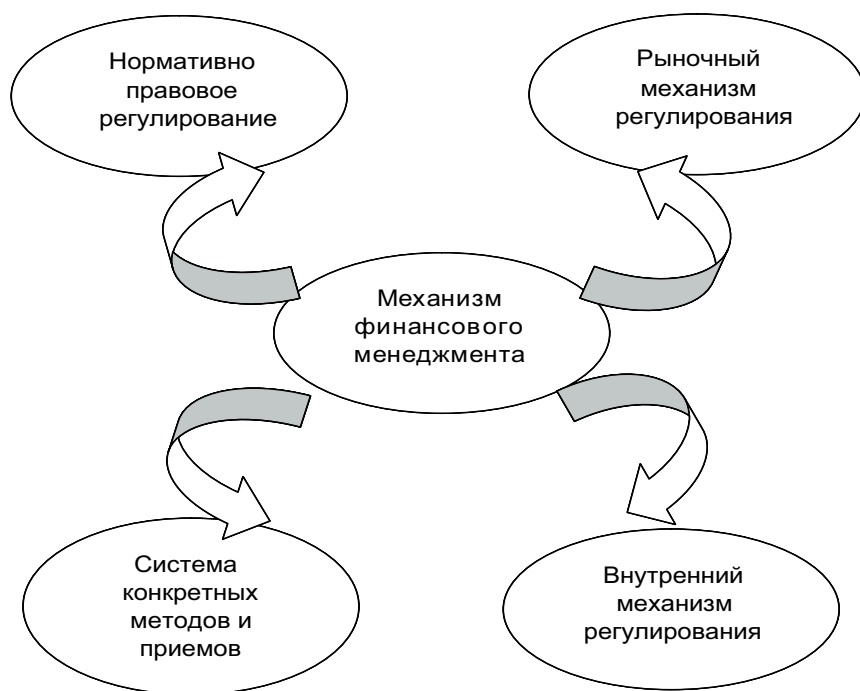 Нормативно
правовое
регулирование
Рыночный
механизм
регулирования
Механизм
финансового
менеджмента
Система
конкретных
методов и
приемов
Внутренний
механизм
регулирования